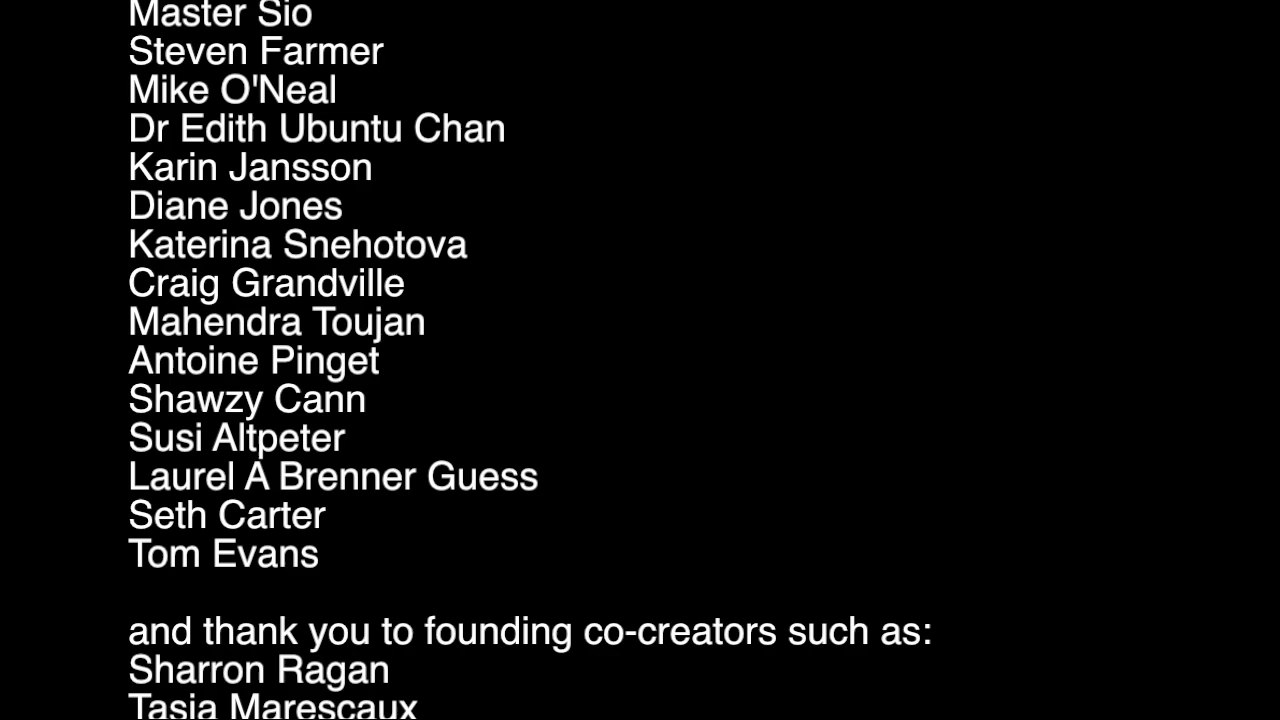 Master Sio
Steven Farmer
Mike O'Neal
Dr Edith Ubuntu Chan
Karin Jansson
Diane Jones
Katerina Snehotova
Craig Grandville
Mahendra Toujan
Antoine Pinget
Shawzy Cann
Susi Altpeter
Laurel A Brenner Guess
Seth Carter
Tom Evans
and thank you to founding co-creators such as:
Sharron Ragan
Tasia Marescaux